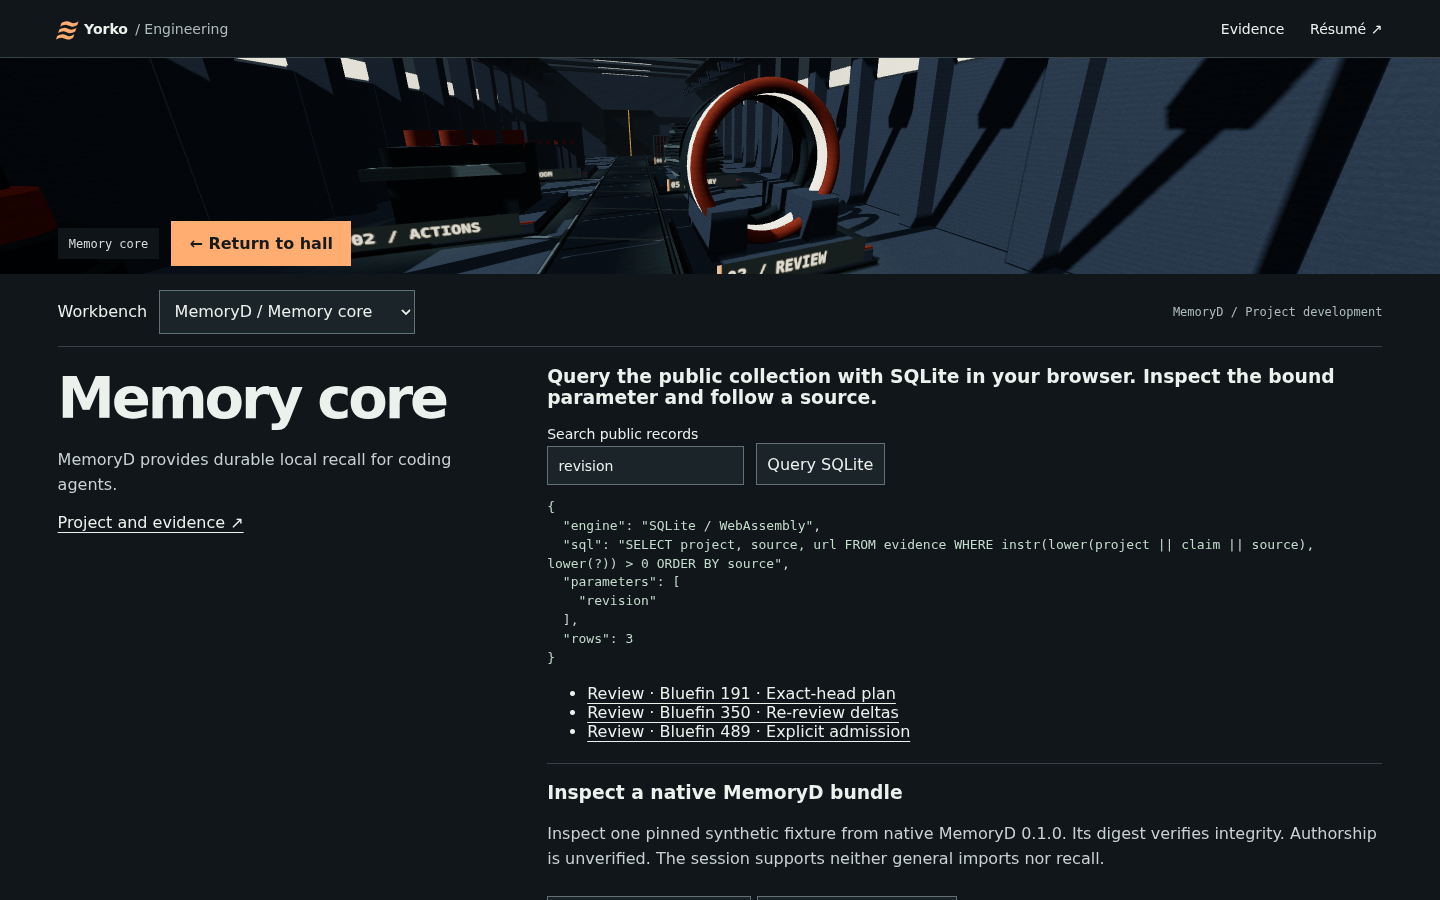 Yorko / Engineering
Evidence
Résumé ↗
02 / ACTIONS
/ REVIEW
Memory core
← Return to hall
Workbench
MemoryD / Memory core
MemoryD / Project development
Memory core
MemoryD provides durable local recall for coding
agents.
Project and evidence ↗
Query the public collection with SQLite in your browser. Inspect the bound
parameter and follow a source.
Search public records
revision
Query SQLite
{
"engine": "SQLite / WebAssembly",
"sql": "SELECT project, source, url FROM evidence WHERE instr(lower(project || claim || source),
lower(?)) > 0 ORDER BY source",
"parameters": [
"revision"
],
"rows": 3
}
• Review · Bluefin 191 · Exact-head plan
• Review · Bluefin 350 · Re-review deltas
• Review · Bluefin 489 · Explicit admission
Inspect a native MemoryD bundle
Inspect one pinned synthetic fixture from native MemoryD 0.1.0. Its digest verifies integrity. Authorship
is unverified. The session supports neither general imports nor recall.